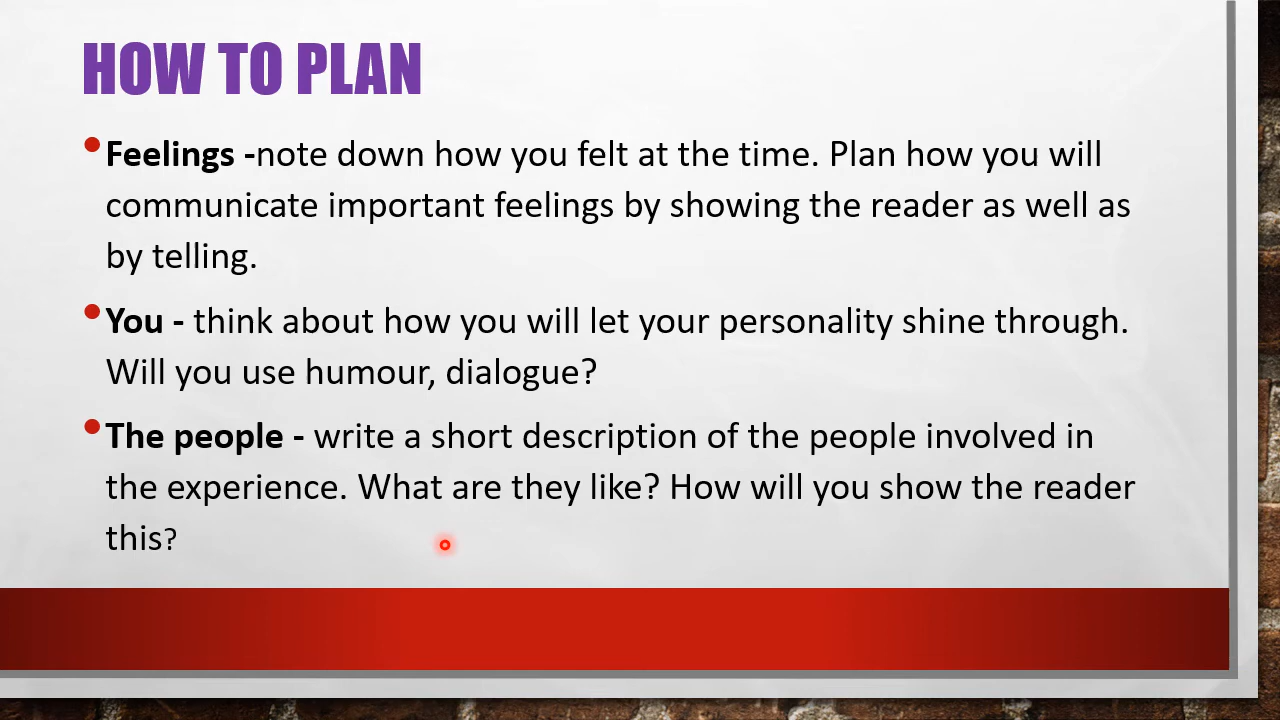 HOW TO PLAN
•Feelings -note down how you felt at the time. Plan how you will
communicate important feelings by showing the reader as well as
by telling.
•You - think about how you will let your personality shine through.
Will you use humour, dialogue?
•The people - write a short description of the people involved in
the experience. What are they like? How will you show the reader
this?